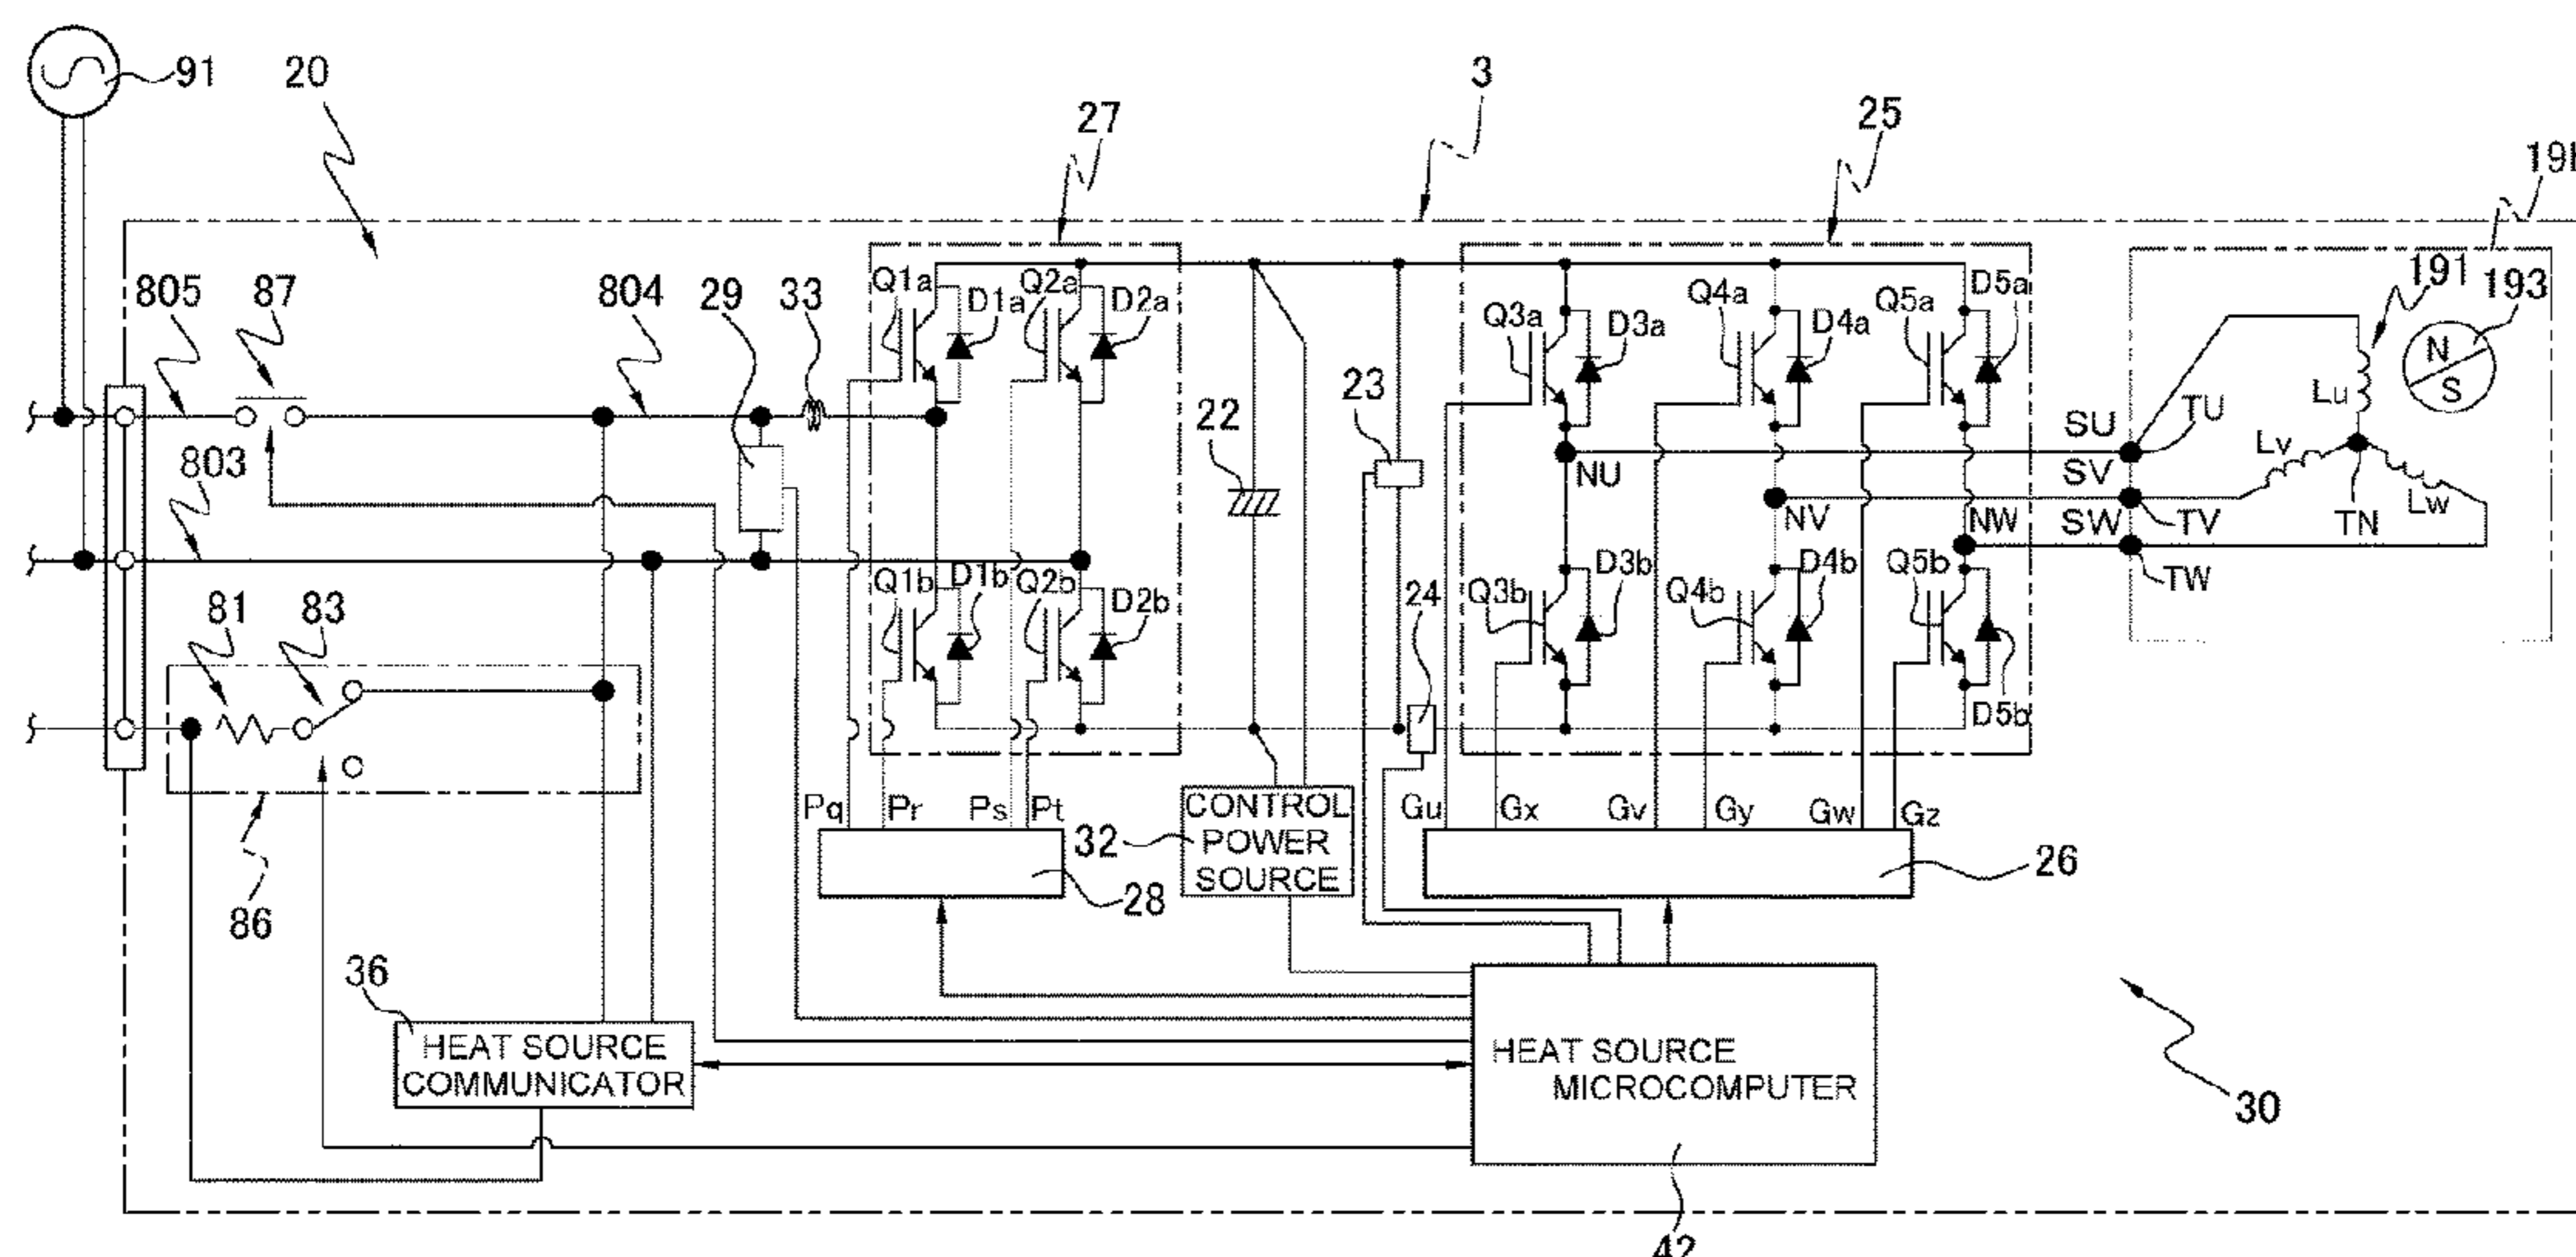 91
20
3
27
25
805
87
804
29
33
Q1a
D1a
Q2a
D2a
Q3a
D3a
Q4a
D4a
Q5a
D5a
191
193
N
S
Lu
23
22
SU
TU
SV
Lv
NU
803
NV
SW
TV
NW
TN
Lw
TW
81
83
Q1b
D1b
Q2b
D2b
24
Q3b
D3b
Q4b
D4b
Q5b
D5b
Pq
Pr
Ps
Pt
CONTROL
POWER
SOURCE
32
Gu
Gx
Gv
Gy
Gw
Gz
86
28
26
36
HEAT SOURCE
COMMUNICATOR
HEAT SOURCE
MICROCOMPUTER
30
42